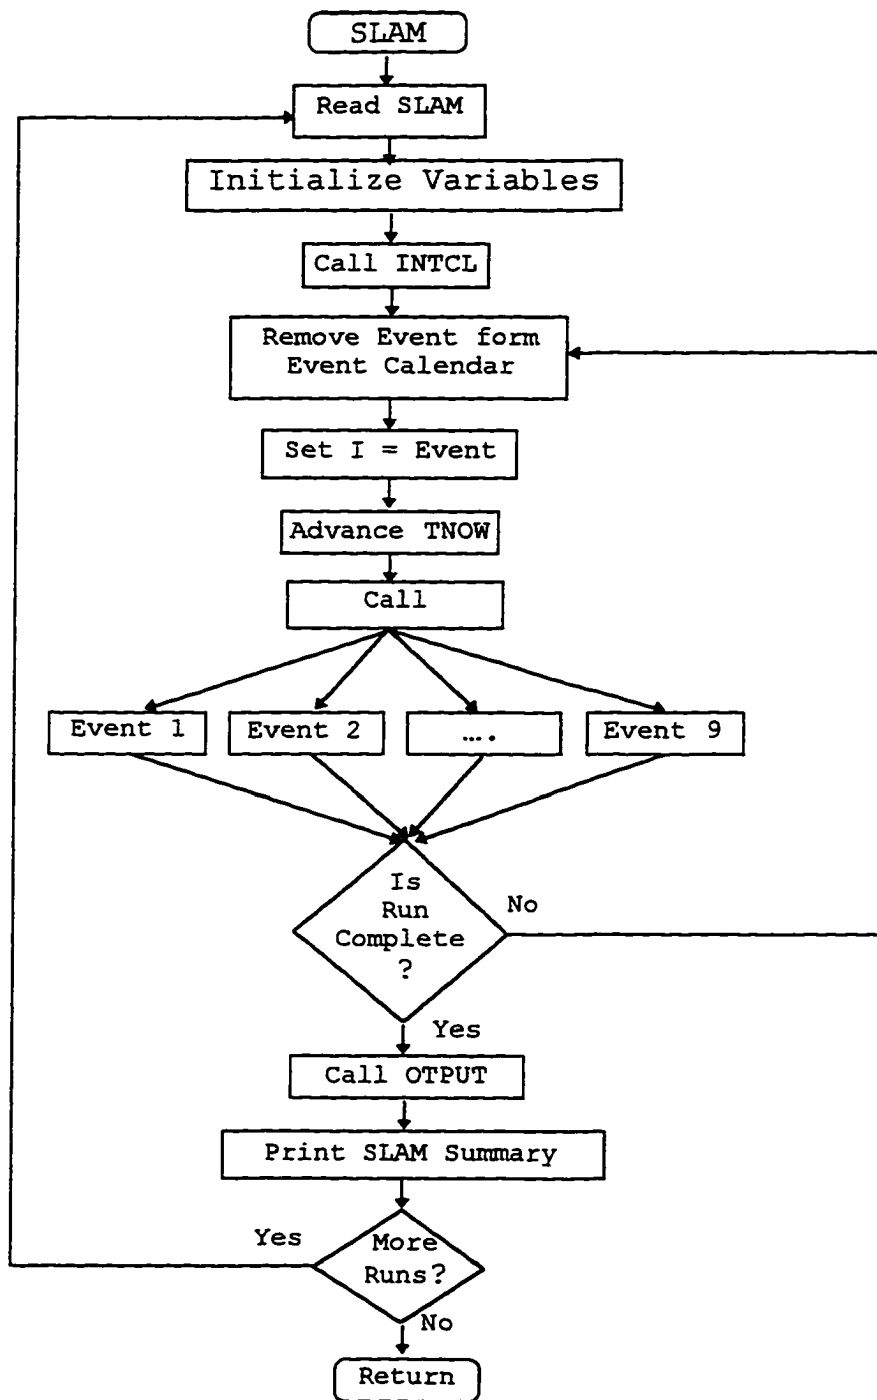 SLAM
Read SLAM
Initialize Variables
Call INTCL
Remove Event form
Event Calendar
Set I = Event
Advance TNOW
Call
Event 1
Event 2
....
Event 9
Is
Run
Complete
?
No
Yes
Call OTPUT
Print SLAM Summary
Yes
More
Runs?
No
Return